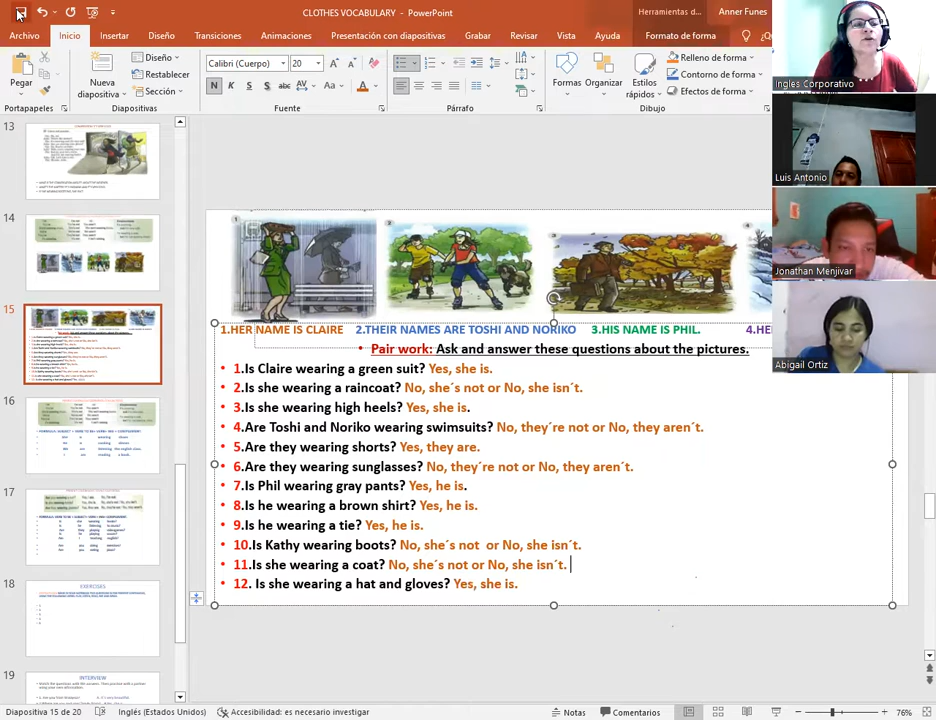 CLOTHES VOCABULARY - PowerPoint
Herramientas d...
Anner Funes
Archivo
Inicio
Insertar
Diseño
Transiciones
Animaciones
Presentación con diapositivas
Grabar
Revisar
Vista
Ayuda
Formato de forma
Pegar
Nueva
diapositiva
Diseño
Restablecer
Sección
Calibri (Cuerpo)
20
N
K
S
abc
AV
Aa
A
Formas
Organizar
Estilos
rápidos
Relleno de forma
Contorno de forma
Efectos de forma
Portapapeles
Diapositivas
Fuente
Párrafo
Dibujo
Ingles Corporativo
Luis Antonio
Jonathan Menjivar
Abigail Ortiz
13
14
15
16
17
18
EXERCISES
19
INTERVIEW
1.HER NAME IS CLAIRE
2.THEIR NAMES ARE TOSHI AND NORIKO
3.HIS NAME IS PHIL.
4.HE
• Pair work: Ask and answer these questions about the pictures.
• 1.Is Claire wearing a green suit? Yes, she is.
• 2.Is she wearing a raincoat? No, she´s not or No, she isn´t.
• 3.Is she wearing high heels? Yes, she is.
• 4.Are Toshi and Noriko wearing swimsuits? No, they´re not or No, they aren´t.
• 5.Are they wearing shorts? Yes, they are.
• 6.Are they wearing sunglasses? No, they´re not or No, they aren´t.
• 7.Is Phil wearing gray pants? Yes, he is.
• 8.Is he wearing a brown shirt? Yes, he is.
• 9.Is he wearing a tie? Yes, he is.
• 10.Is Kathy wearing boots? No, she´s not or No, she isn´t.
• 11.Is she wearing a coat? No, she´s not or No, she isn´t.
• 12. Is she wearing a hat and gloves? Yes, she is.
Diapositiva 15 de 20
Inglés (Estados Unidos)
Accesibilidad: es necesario investigar
Notas
Comentarios
76%